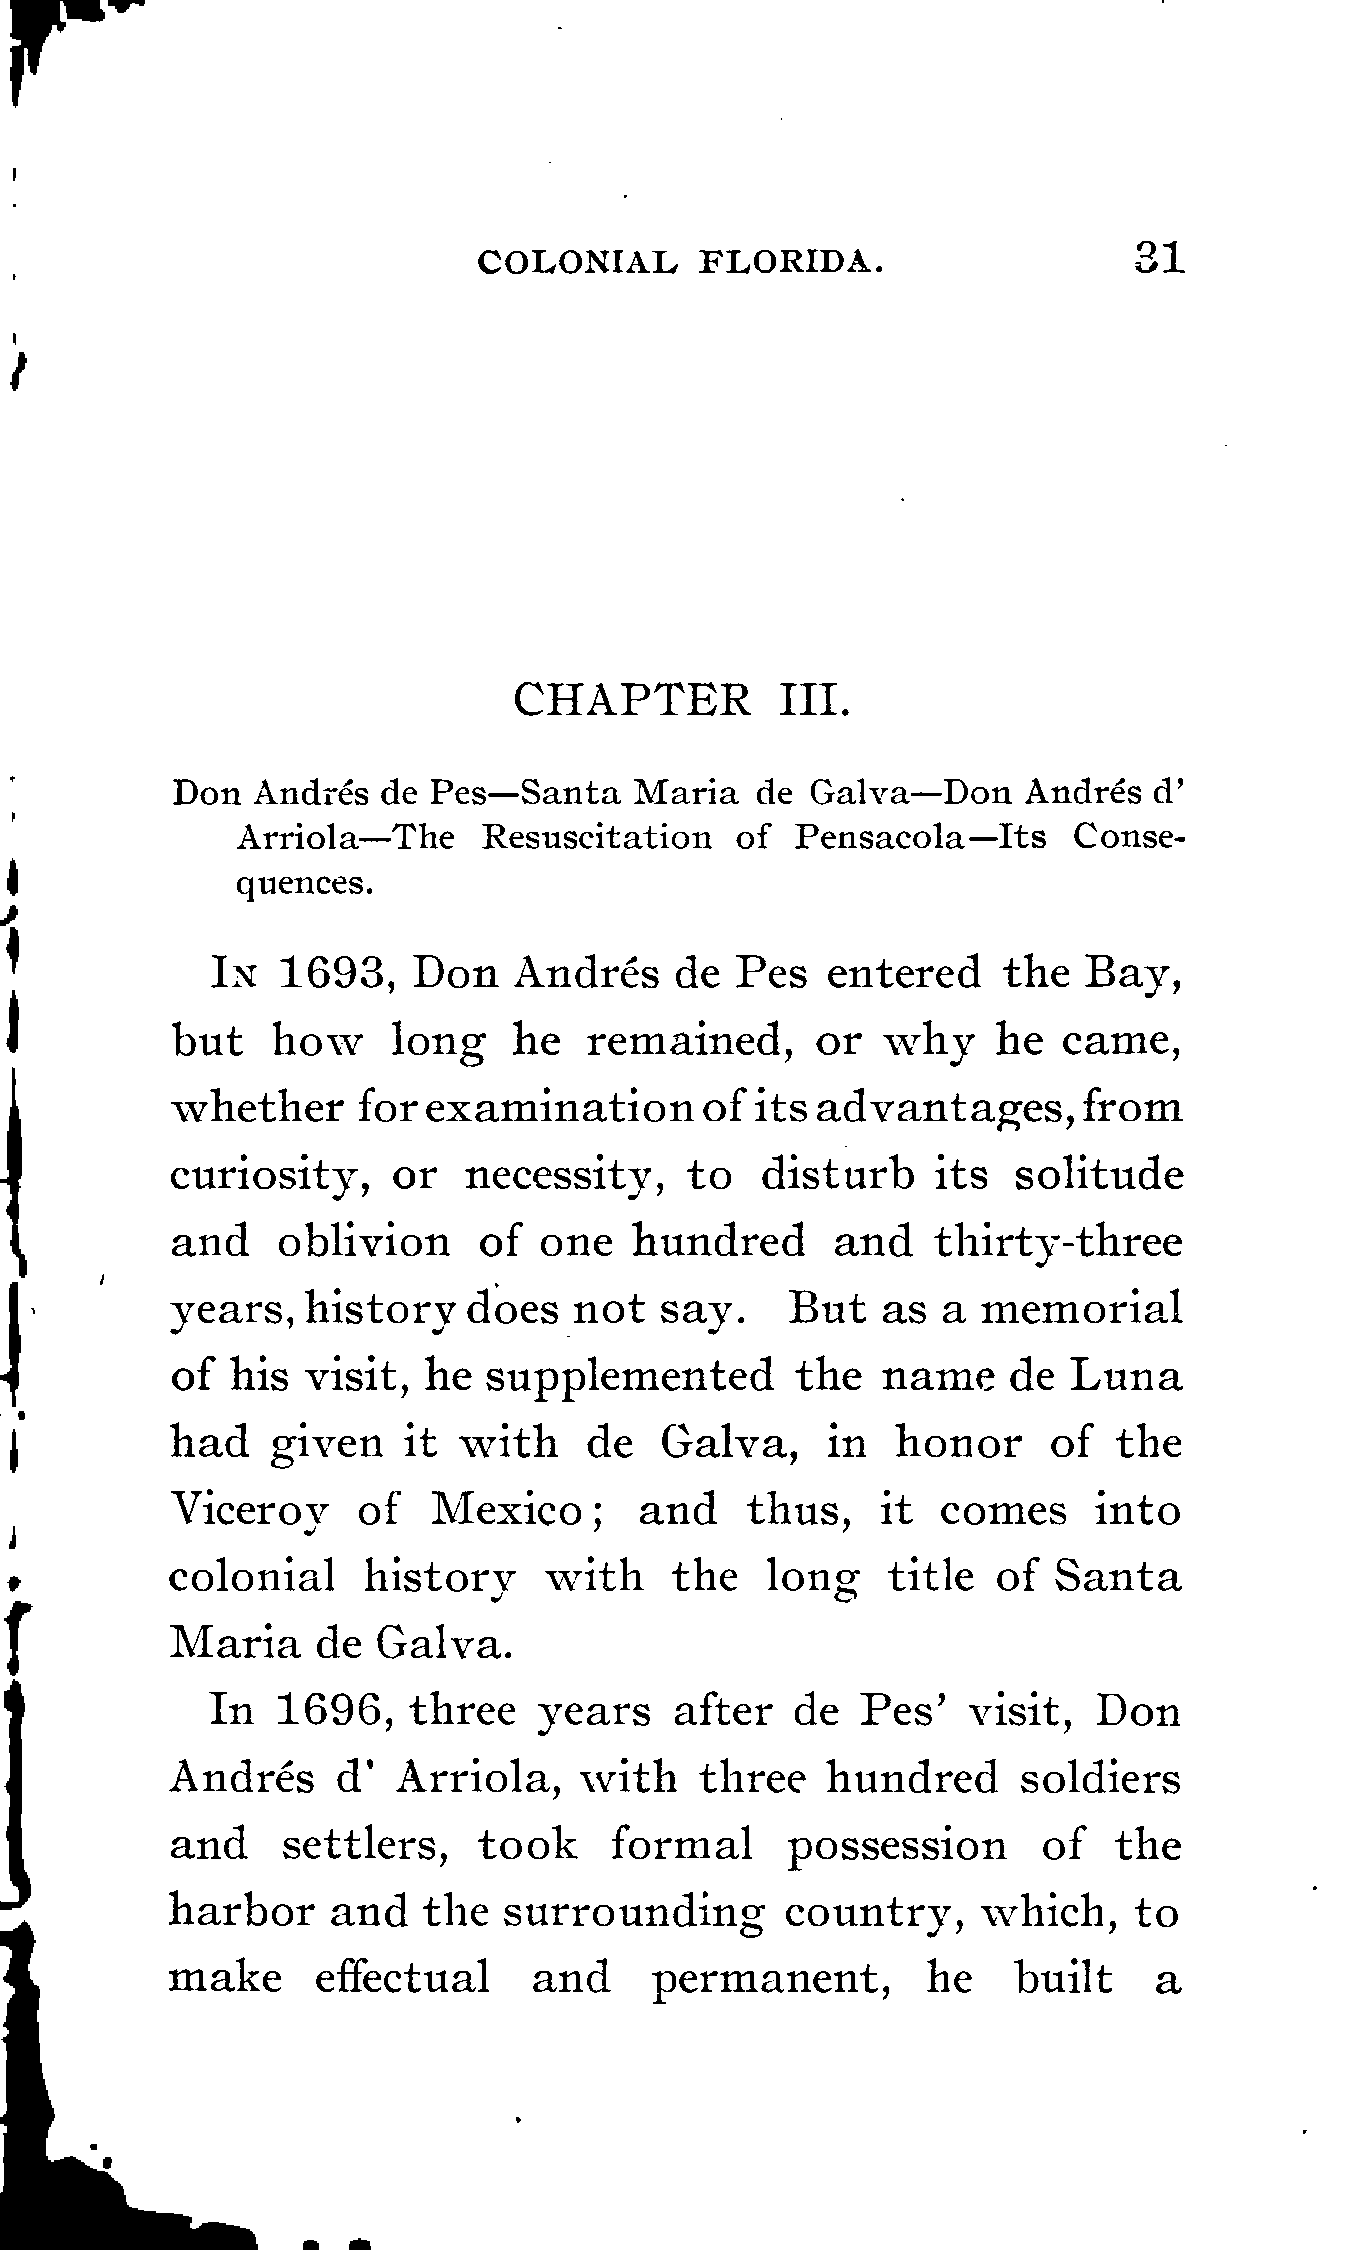 COLONIAL FLORIDA. 31
CHAPTER III.
Don Andrés de Pes—Santa Maria de Galva—Don Andrés d'
Arriola—The Resuscitation of Pensacola—Its Conse-
quences.
In 1693, Don Andrés de Pes entered the Bay,
but how long he remained, or why he came,
whether for examination of its advantages, from
curiosity, or necessity, to disturb its solitude
and oblivion of one hundred and thirty-three
years, history does not say. But as a memorial
of his visit, he supplemented the name de Luna
had given it with de Galva, in honor of the
Viceroy of Mexico; and thus, it comes into
colonial history with the long title of Santa
Maria de Galva.
In 1696, three years after de Pes' visit, Don
Andrés d' Arriola, with three hundred soldiers
and settlers, took formal possession of the
harbor and the surrounding country, which, to
make effectual and permanent, he built a